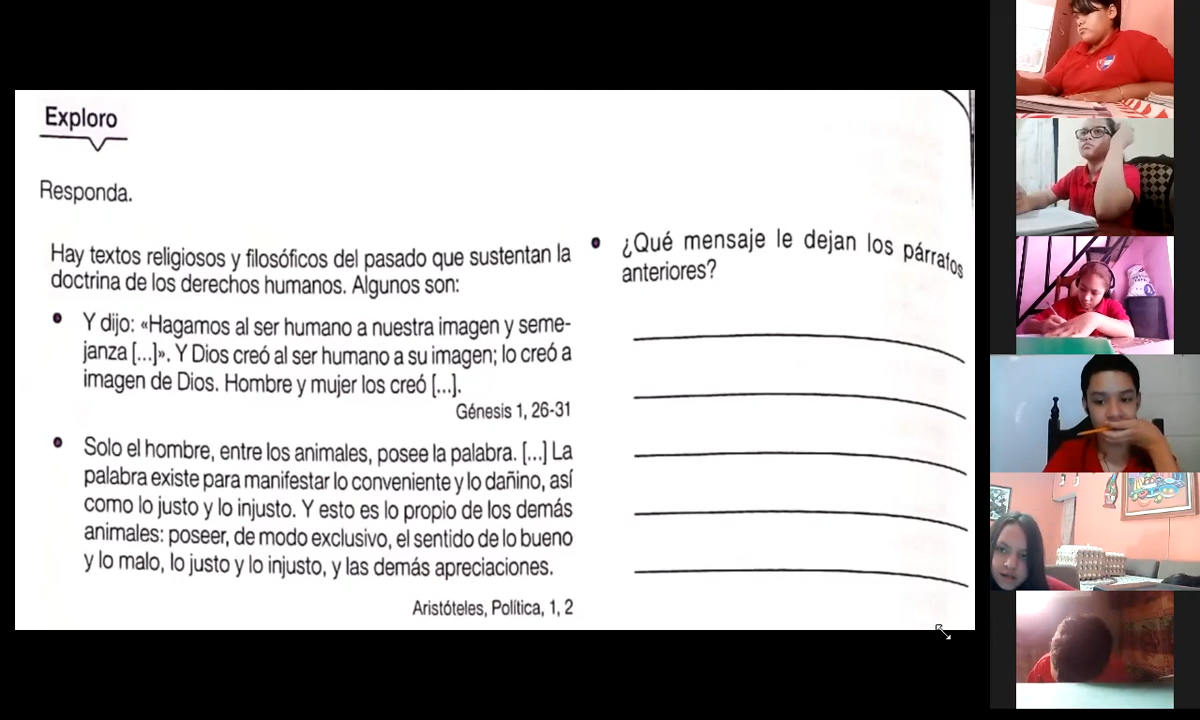 Exploro
Responda.
Hay textos religiosos y filosóficos del pasado que sustentan la
doctrina de los derechos humanos. Algunos son:
• Y dijo: «Hagamos al ser humano a nuestra imagen y seme-
janza [...]». Y Dios creó al ser humano a su imagen; lo creó a
imagen de Dios. Hombre y mujer los creó [...].
Génesis 1, 26-31
• Solo el hombre, entre los animales, posee la palabra. [...] La
palabra existe para manifestar lo conveniente y lo dañino, así
como lo justo y lo injusto. Y esto es lo propio de los demás
animales: poseer, de modo exclusivo, el sentido de lo bueno
y lo malo, lo justo y lo injusto, y las demás apreciaciones.
Aristóteles, Política, 1, 2
• ¿Qué mensaje le dejan los párrafos
anteriores?